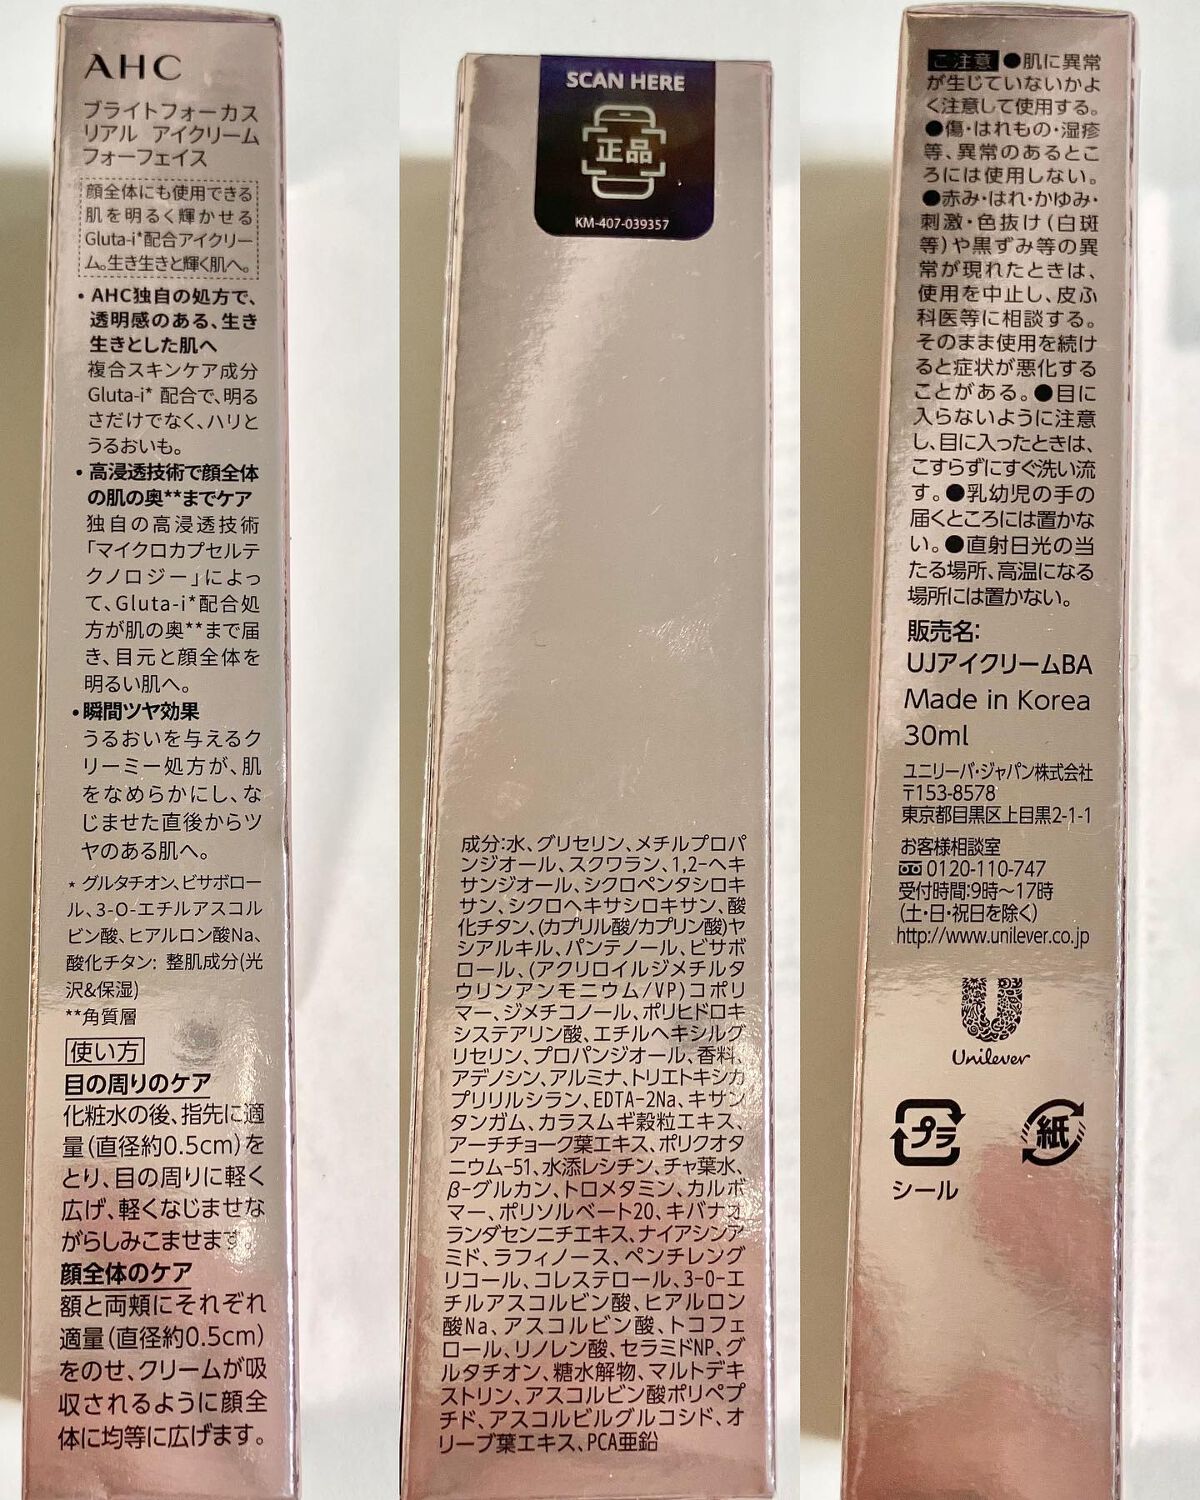 AHC
ブライトフォーカス
リアル アイクリーム
フォーフェイス
顔全体にも使用できる
肌を明るく輝かせる
Gluta-i*配合アイクリー
ム。生き生きと輝く肌へ。
・AHC独自の処方で、
透明感のある、生き
生きとした肌へ
複合スキンケア成分
Gluta-i* 配合で、明る
さだけでなく、ハリと
うるおいも。
・高浸透技術で顔全体
の肌の奥**までケア
独自の高浸透技術
「マイクロカプセルテ
クノロジー」によっ
て、Gluta-i*配合処
方が肌の奥**まで届
き、目元と顔全体を
明るい肌へ。
・瞬間ツヤ効果
うるおいを与えるク
リーミー処方が、肌
をなめらかにし、な
じませた直後からツ
ヤのある肌へ。
* グルタチオン、ビサボロー
ル、3-O-エチルアスコル
ビン酸、ヒアルロン酸Na、
酸化チタン: 整肌成分(光
沢&保湿)
**角質層
使い方
目の周りのケア
化粧水の後、指先に適
量(直径約0.5cm)を
とり、目の周りに軽く
広げ、軽くなじませな
がらしみこませます。
顔全体のケア
額と両頬にそれぞれ
適量(直径約0.5cm)
をのせ、クリームが吸
収されるように顔全
体に均等に広げます。
SCAN HERE
正品
KM-407-039357
成分:水、グリセリン、メチルプロパ
ンジオール、スクワラン、1,2-ヘキ
サンジオール、シクロペンタシロキ
サン、シクロヘキサシロキサン、酸
化チタン、(カプリル酸/カプリン酸)ヤ
シアルキル、パンテノール、ビサボ
ロール、(アクリロイルジメチルタ
ウリンアンモニウム/VP)コポリ
マー、ジメチコノール、ポリヒドロキ
システアリン酸、エチルヘキシルグ
リセリン、プロパンジオール、香料、
アデノシン、アルミナ、トリエトキシカ
プリリルシラン、EDTA-2Na、キサン
タンガム、カラスムギ穀粒エキス、
アーチチョーク葉エキス、ポリクオタ
ニウム-51、水添レシチン、チャ葉水、
β-グルカン、トロメタミン、カルボ
マー、ポリソルベート20、キバナオ
ランダセンニチエキス、ナイアシンア
ミド、ラフィノース、ペンチレング
リコール、コレステロール、3-O-エ
チルアスコルビン酸、ヒアルロン
酸Na、アスコルビン酸、トコフェ
ロール、リノレン酸、セラミドNP、グ
ルタチオン、糖水解物、マルトデキ
ストリン、アスコルビン酸ポリペプ
チド、アスコルビルグルコシド、オ
リーブ葉エキス、PCA亜鉛
ご注意 ●肌に異常
が生じていないかよ
く注意して使用する。
●傷・はれもの・湿疹
等、異常のあるとこ
ろには使用しない。
●赤み・はれ・かゆみ・
刺激・色抜け(白斑
等)や黒ずみ等の異
常が現れたときは、
使用を中止し、皮ふ
科医等に相談する。
そのまま使用を続け
ると症状が悪化する
ことがある。●目に
入らないように注意
し、目に入ったときは、
こすらずにすぐ洗い流
す。●乳幼児の手の
届くところには置かな
い。●直射日光の当
たる場所、高温になる
場所には置かない。
販売名:
UJアイクリームBA
Made in Korea
30ml
ユニリーバ・ジャパン株式会社
〒153-8578
東京都目黒区上目黒2-1-1
お客様相談室
0120-110-747
受付時間:9時〜17時
(土・日・祝日を除く)
http://www.unilever.co.jp
Unilever
プラ 紙
シール